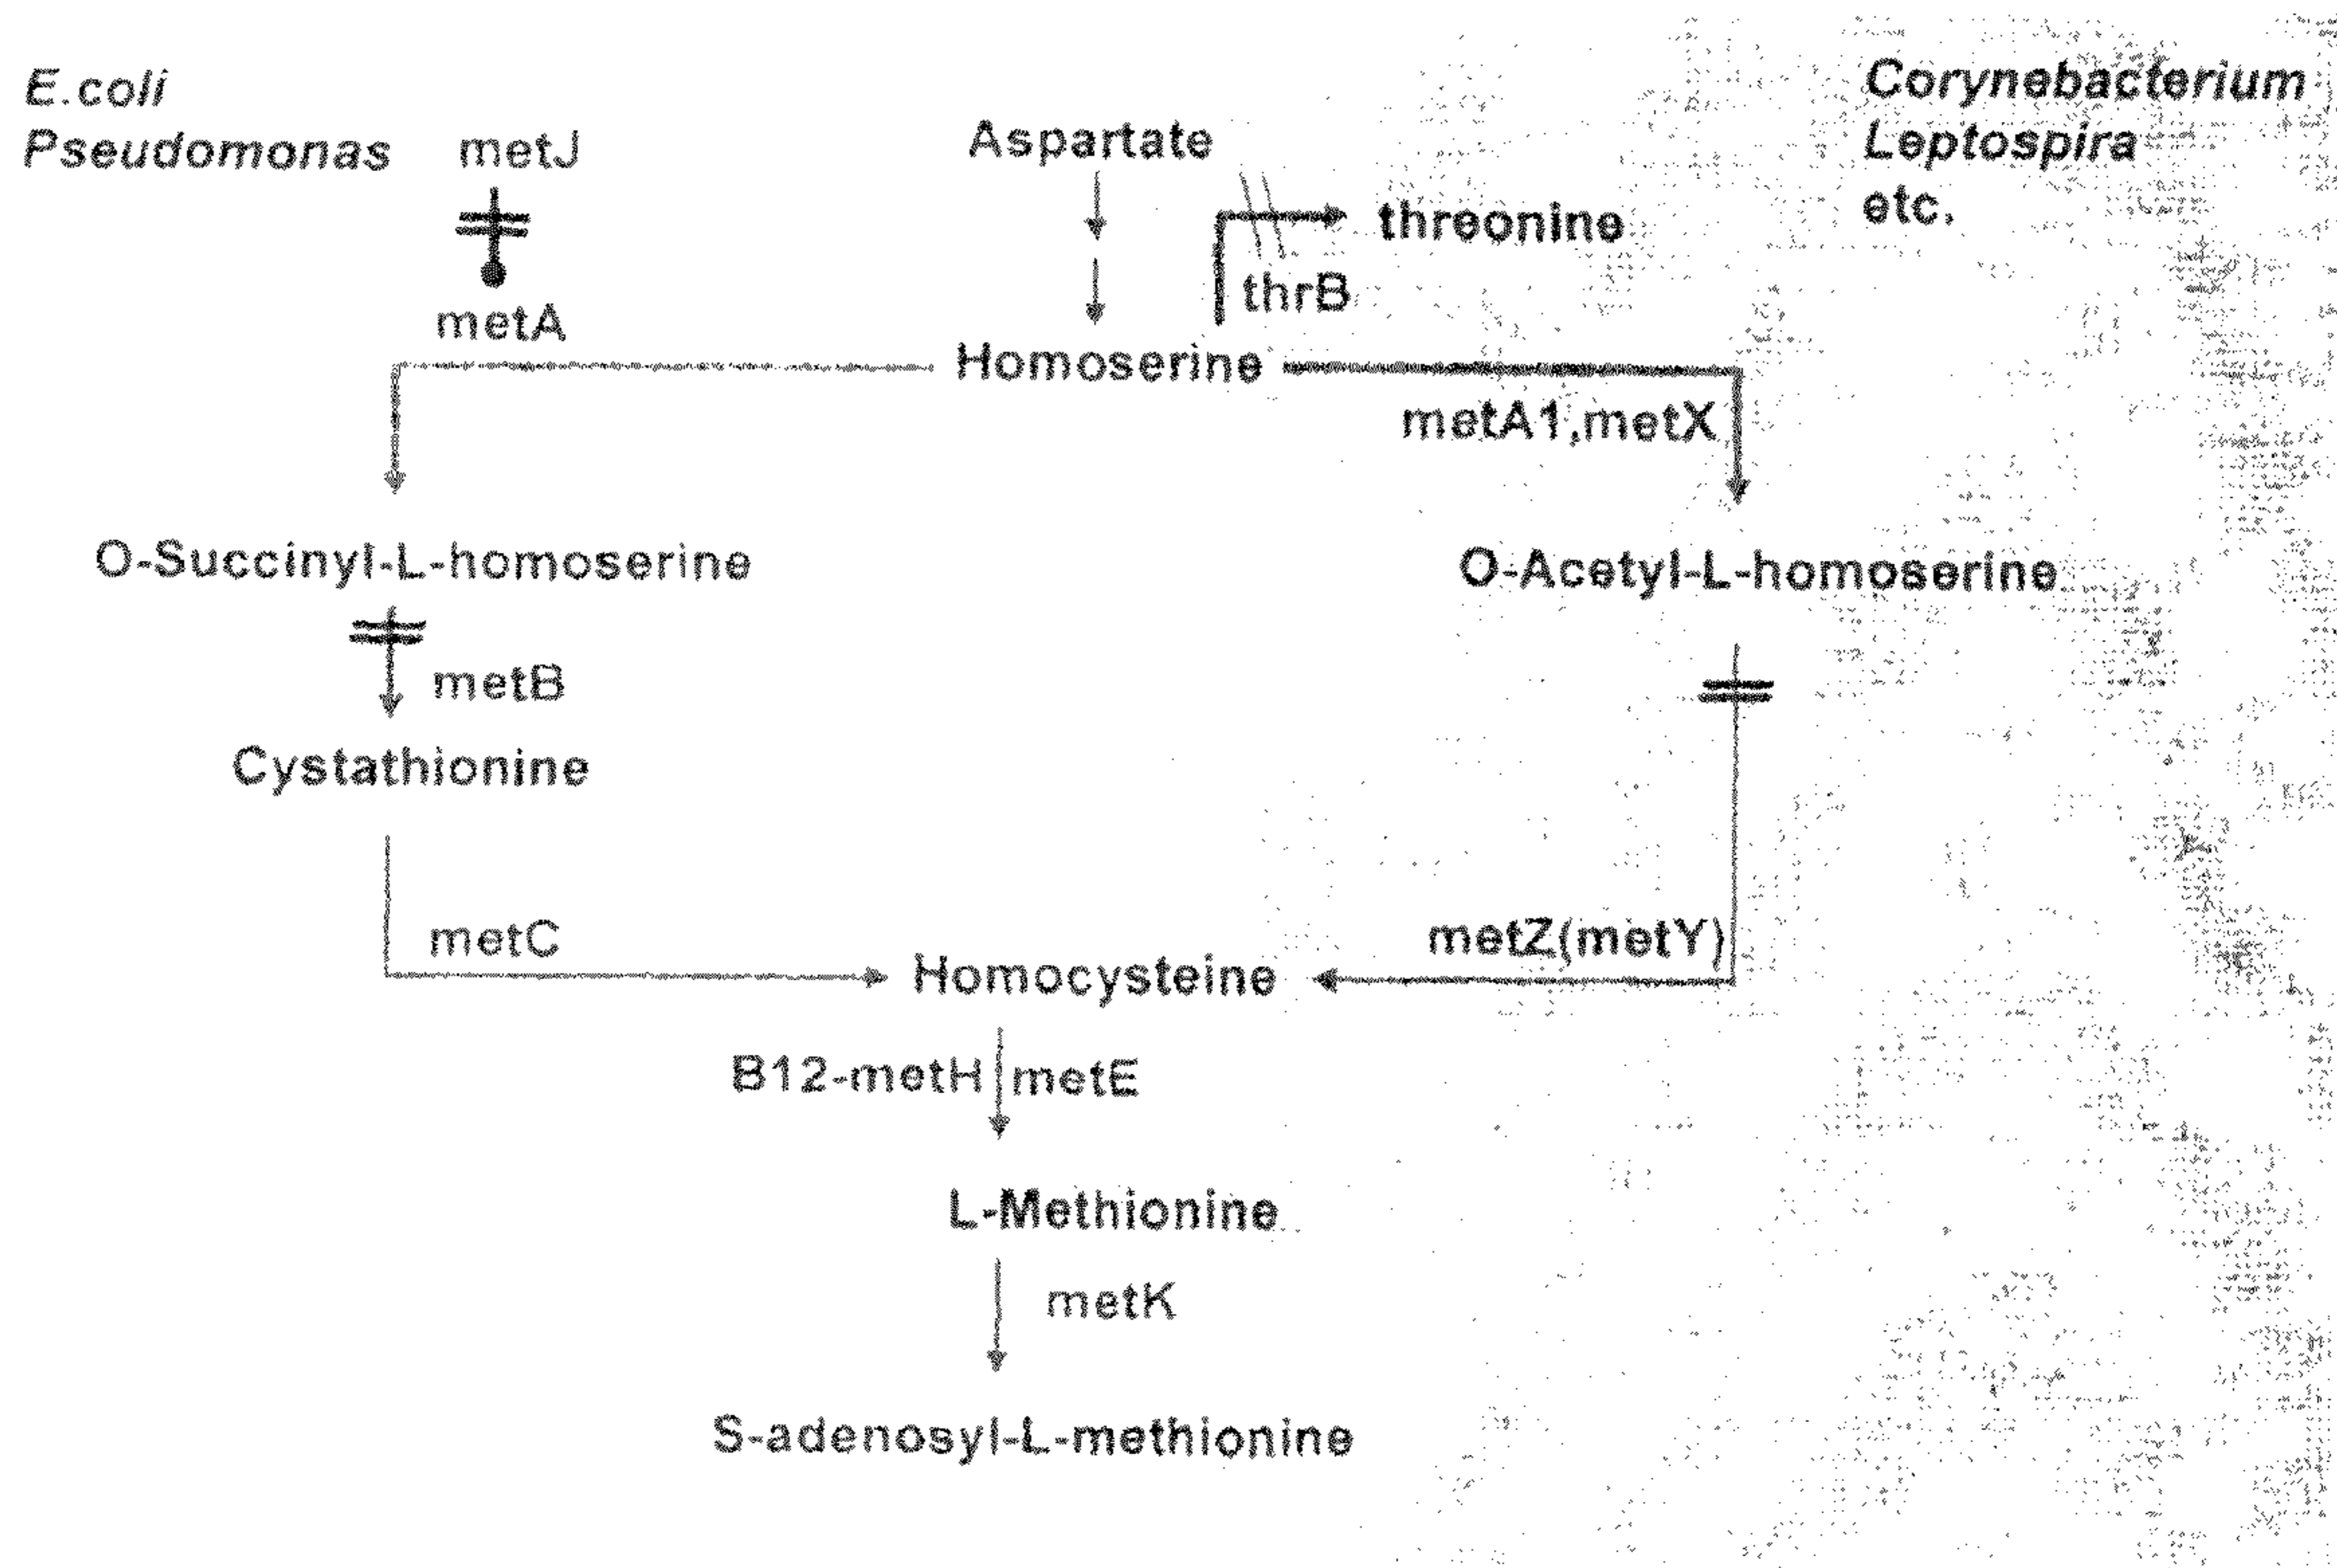 E.coli
Pseudomonas
metJ
metA
Aspartate
threonine
thrB
Homoserine
Corynebacterium
Leptospira
etc.
metA1,metX
O-Succinyl-L-homoserine
O-Acetyl-L-homoserine
metB
Cystathionine
metC
metZ(metY)
Homocysteine
B12-metH
metE
L-Methionine
metK
S-adenosyl-L-methionine